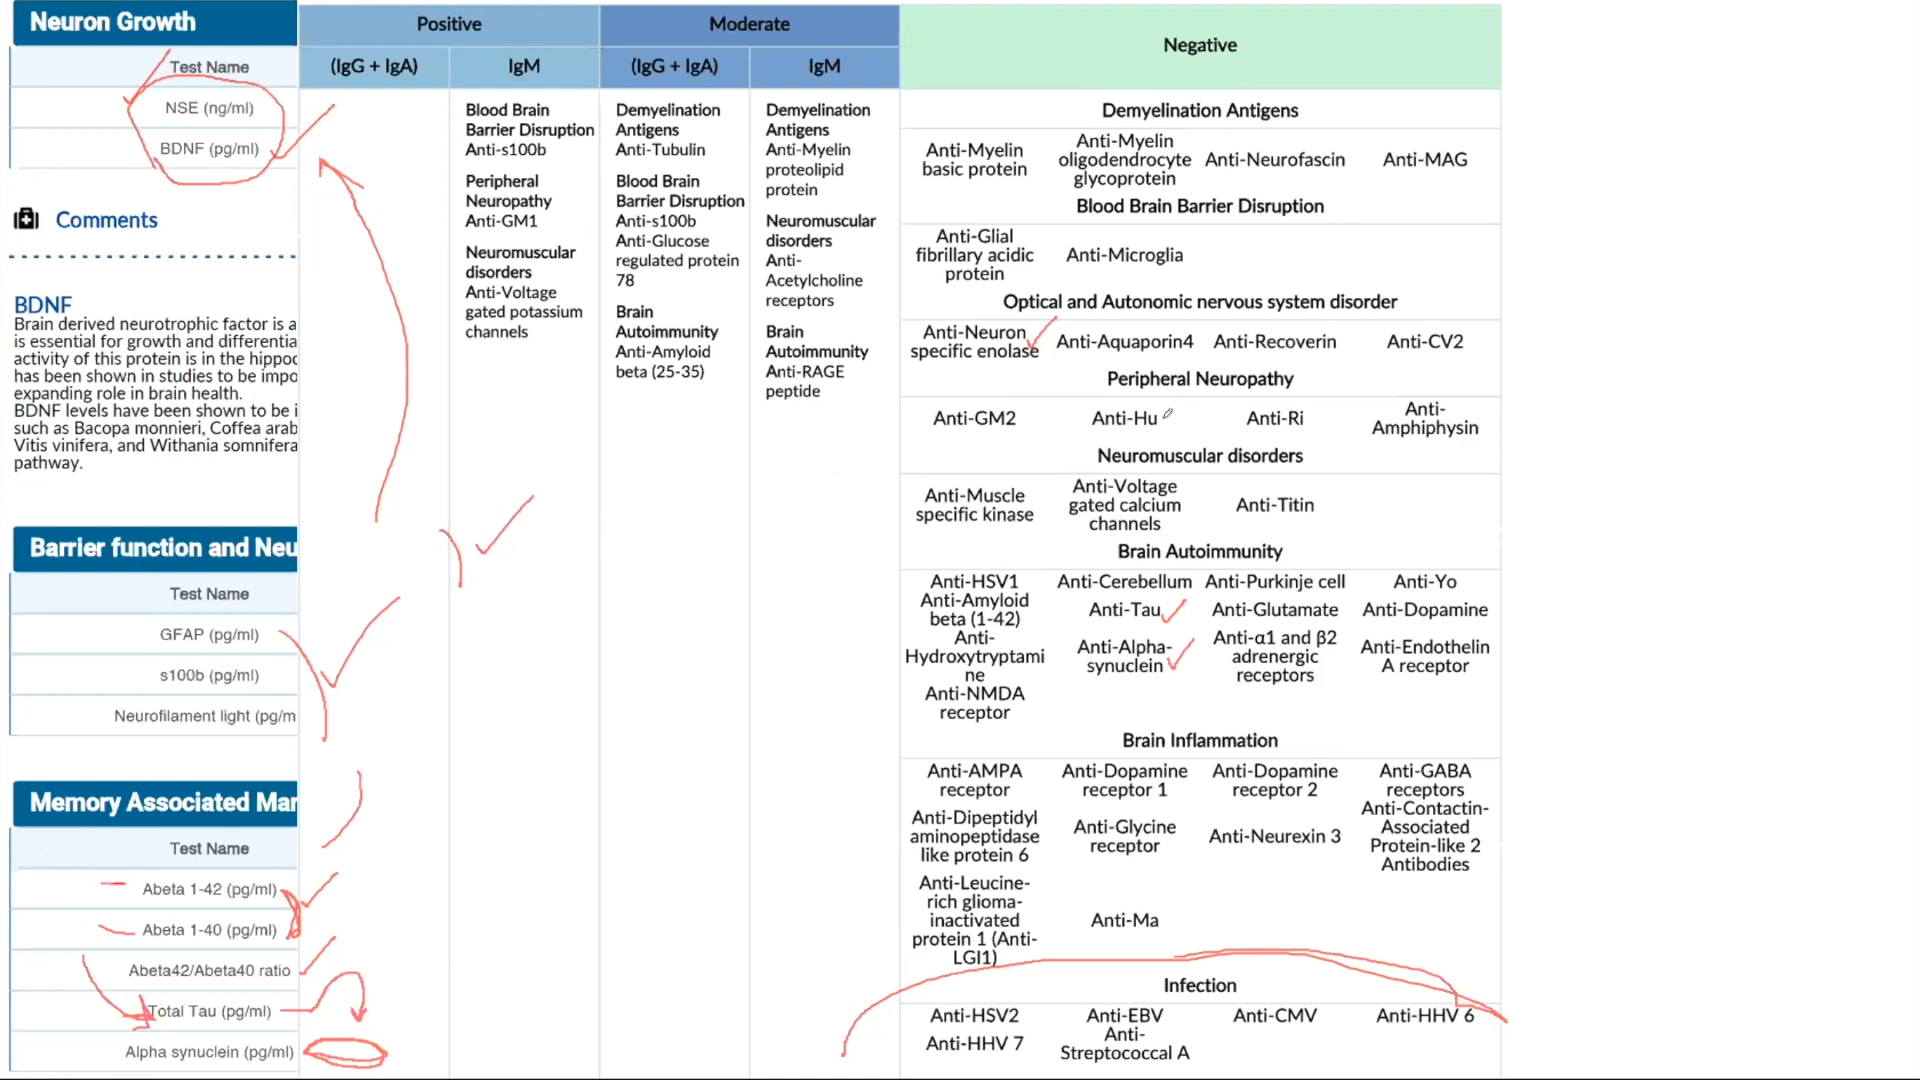 Neuron Growth
Test Name
NSE (ng/ml)
BDNF (pg/ml)
Comments
BDNF
Brain derived neurotrophic factor is a
is essential for growth and differentia
activity of this protein is in the hippoc
has been shown in studies to be impo
expanding role in brain health.
BDNF levels have been shown to be i
such as Bacopa monnieri, Coffea arab
Vitis vinifera, and Withania somnifera
pathway.
Barrier function and Neu
Test Name
GFAP (pg/ml)
s100b (pg/ml)
Neurofilament light (pg/m
Memory Associated Mar
Test Name
Abeta 1-42 (pg/ml)
Abeta 1-40 (pg/ml)
Abeta42/Abeta40 ratio
Total Tau (pg/ml)
Alpha synuclein (pg/ml)
Positive
Moderate
Negative
(IgG + IgA)
IgM
(IgG + IgA)
IgM
Blood Brain
Barrier Disruption
Anti-s100b
Peripheral
Neuropathy
Anti-GM1
Neuromuscular
disorders
Anti-Voltage
gated potassium
channels
Demyelination
Antigens
Anti-Tubulin
Blood Brain
Barrier Disruption
Anti-s100b
Anti-Glucose
regulated protein
78
Brain
Autoimmunity
Anti-Amyloid
beta (25-35)
Demyelination
Antigens
Anti-Myelin
proteolipid
protein
Neuromuscular
disorders
Anti-
Acetylcholine
receptors
Brain
Autoimmunity
Anti-RAGE
peptide
Demyelination Antigens
Anti-Myelin
basic protein
Anti-Myelin
oligodendrocyte
glycoprotein
Anti-Neurofascin
Anti-MAG
Blood Brain Barrier Disruption
Anti-Glial
fibrillary acidic
protein
Anti-Microglia
Optical and Autonomic nervous system disorder
Anti-Neuron
specific enolase
Anti-Aquaporin4
Anti-Recoverin
Anti-CV2
Peripheral Neuropathy
Anti-GM2
Anti-Hu
Anti-Ri
Anti-
Amphiphysin
Neuromuscular disorders
Anti-Muscle
specific kinase
Anti-Voltage
gated calcium
channels
Anti-Titin
Brain Autoimmunity
Anti-HSV1
Anti-Cerebellum
Anti-Purkinje cell
Anti-Yo
Anti-Amyloid
beta (1-42)
Anti-Tau
Anti-Glutamate
Anti-Dopamine
Anti-
Hydroxytryptami
ne
Anti-Alpha-
synuclein
Anti-α1 and β2
adrenergic
receptors
Anti-Endothelin
A receptor
Anti-NMDA
receptor
Brain Inflammation
Anti-AMPA
receptor
Anti-Dopamine
receptor 1
Anti-Dopamine
receptor 2
Anti-GABA
receptors
Anti-Dipeptidyl
aminopeptidase
like protein 6
Anti-Glycine
receptor
Anti-Neurexin 3
Anti-Contactin-
Associated
Protein-like 2
Antibodies
Anti-Leucine-
rich glioma-
inactivated
protein 1 (Anti-
LGI1)
Anti-Ma
Infection
Anti-HSV2
Anti-EBV
Anti-CMV
Anti-HHV 6
Anti-HHV 7
Anti-
Streptococcal A